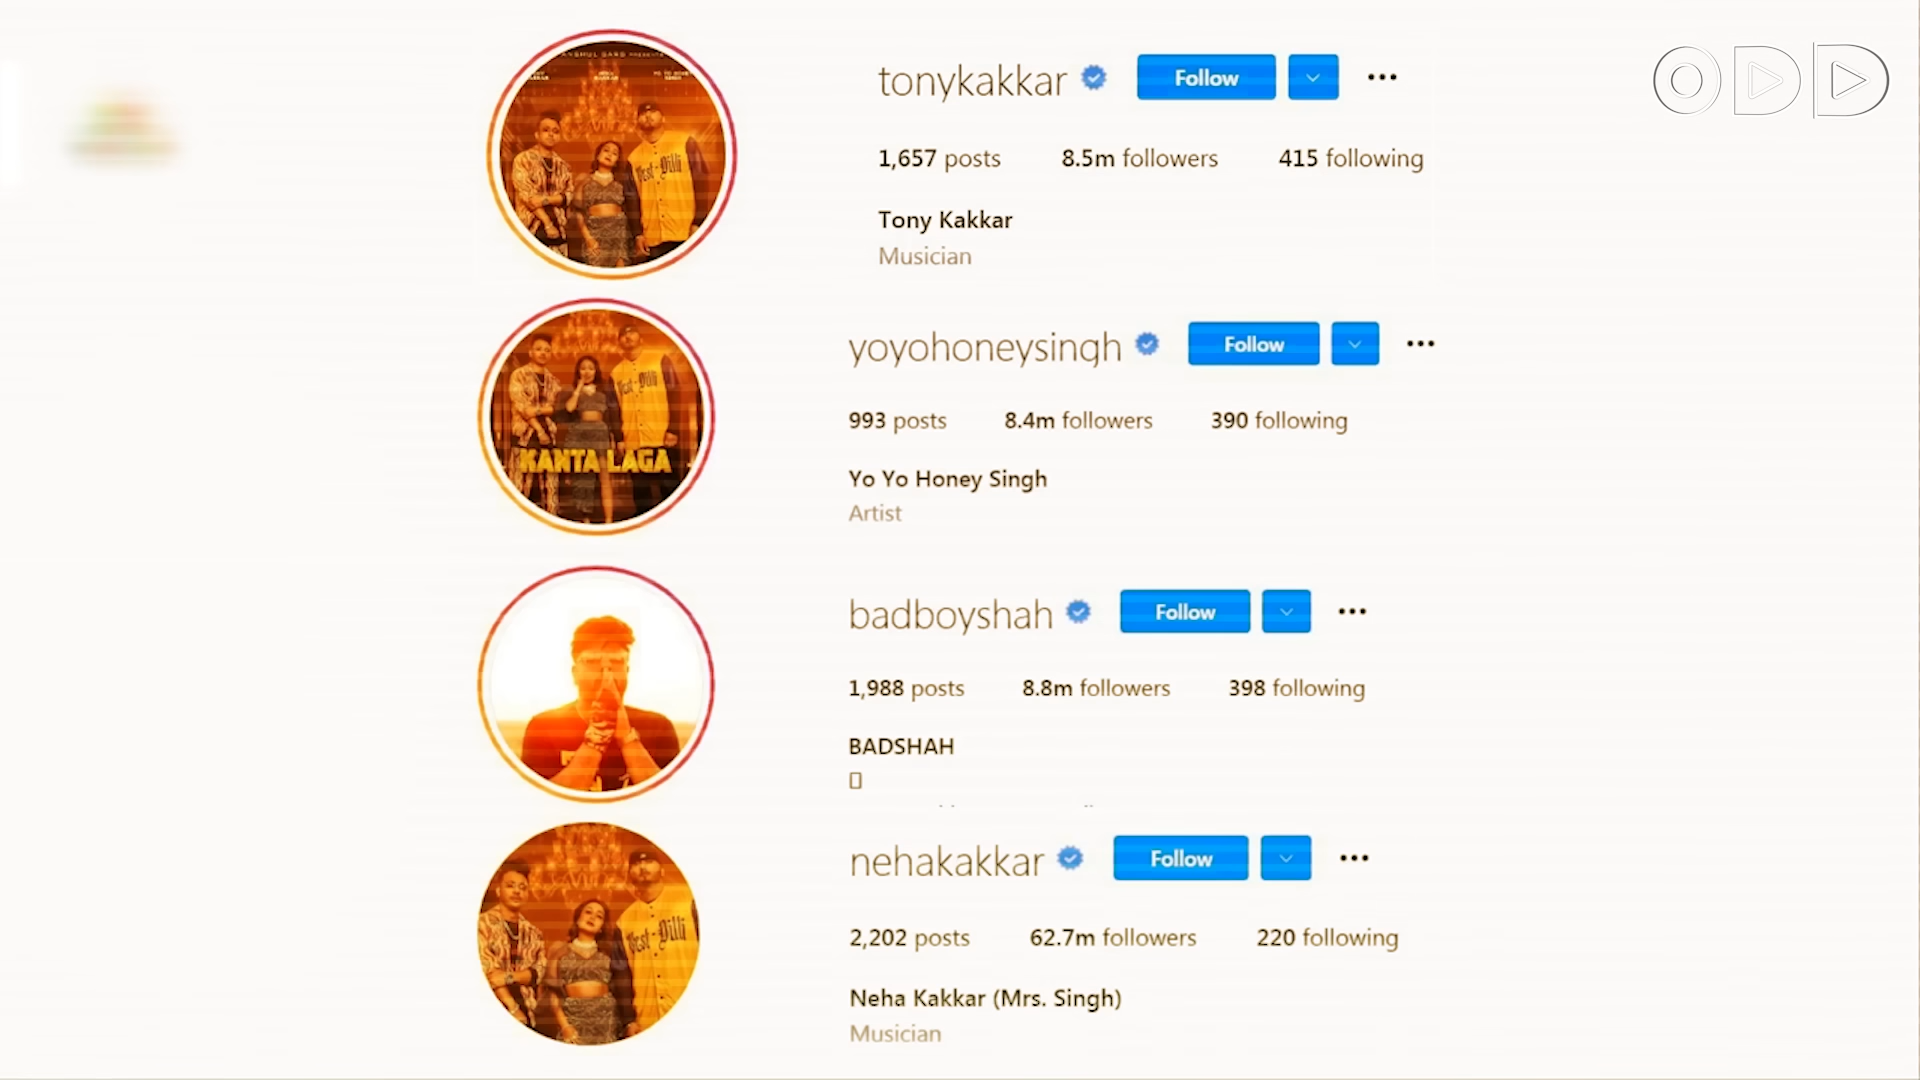 ODD
tonykakkar Follow
1,657 posts 8.5m followers 415 following
Tony Kakkar
Musician
yoyohoneysingh Follow
993 posts 8.4m followers 390 following
KANTA LAGA
Yo Yo Honey Singh
Artist
badboyshah Follow
1,988 posts 8.8m followers 398 following
BADSHAH
nehakakkar Follow
2,202 posts 62.7m followers 220 following
Neha Kakkar (Mrs. Singh)
Musician